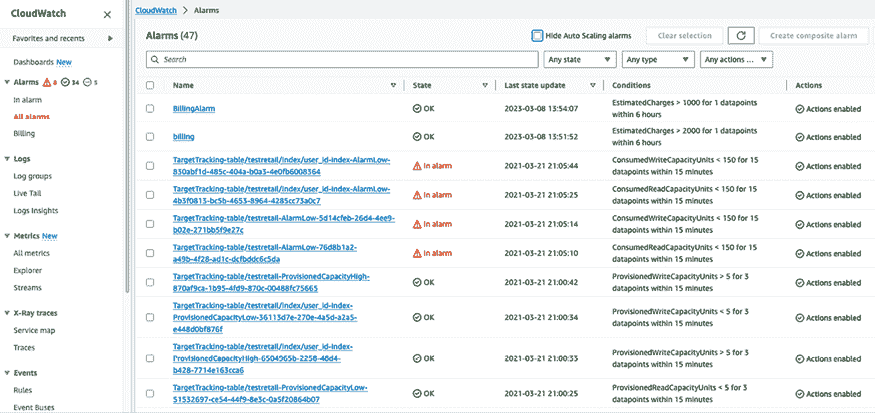 CloudWatch
Favorites and recents
Dashboards New
Alarms 8 34 5
In alarm
All alarms
Billing
Logs
Log groups
Live Tail
Logs Insights
Metrics New
All metrics
Explorer
Streams
X-Ray traces
Service map
Traces
Events
Rules
Event Buses
CloudWatch > Alarms
Alarms (47)
Hide Auto Scaling alarms
Clear selection
Create composite alarm
Search
Any state
Any type
Any actions ...
Name State Last state update Conditions Actions
BillingAlarm OK 2023-03-08 13:54:07 EstimatedCharges > 1000 for 1 datapoints Actions enabled
within 6 hours
billing OK 2023-03-08 13:51:52 EstimatedCharges > 2000 for 1 datapoints Actions enabled
within 6 hours
TargetTracking-table/testretail/index/user_id-index-AlarmLow- In alarm 2021-03-21 21:05:44 ConsumedWriteCapacityUnits < 150 for 15 Actions enabled
830abf1d-485c-404a-b0a3-4e0fb6008364 datapoints within 15 minutes
TargetTracking-table/testretail/index/user_id-index-AlarmLow- In alarm 2021-03-21 21:05:25 ConsumedReadCapacityUnits < 150 for 15 Actions enabled
4b3f0813-bc5b-4653-8964-4285cc73a0c7 datapoints within 15 minutes
TargetTracking-table/testretail-AlarmLow-5d14cfeb-26d4-4ee9- In alarm 2021-03-21 21:05:14 ConsumedWriteCapacityUnits < 150 for 15 Actions enabled
b02e-271bb5f9e27c datapoints within 15 minutes
TargetTracking-table/testretail-AlarmLow-76d8b1a2- In alarm 2021-03-21 21:05:10 ConsumedReadCapacityUnits < 150 for 15 Actions enabled
a49b-4f28-ad1c-dcfbddc6c5da datapoints within 15 minutes
TargetTracking-table/testretail-ProvisionedCapacityHigh- OK 2021-03-21 21:00:42 ProvisionedWriteCapacityUnits > 5 for 3 Actions enabled
870af9ca-1b95-4fd9-870c-00488fc75665 datapoints within 15 minutes
TargetTracking-table/testretail/index/user_id-index- OK 2021-03-21 21:00:34 ProvisionedWriteCapacityUnits < 5 for 3 Actions enabled
ProvisionedCapacityLow-36113d7e-270e-4a5d-a2a5- datapoints within 15 minutes
e448d0bf876f
TargetTracking-table/testretail/index/user_id-index- OK 2021-03-21 21:00:33 ProvisionedWriteCapacityUnits > 5 for 3 Actions enabled
ProvisionedCapacityHigh-6504965b-2258-48d4- datapoints within 15 minutes
b428-7714e163cca6
TargetTracking-table/testretail-ProvisionedCapacityLow- OK 2021-03-21 21:00:25 ProvisionedReadCapacityUnits < 5 for 3 Actions enabled
51532697-ce54-44f9-8e3c-0a5f20864b07 datapoints within 15 minutes